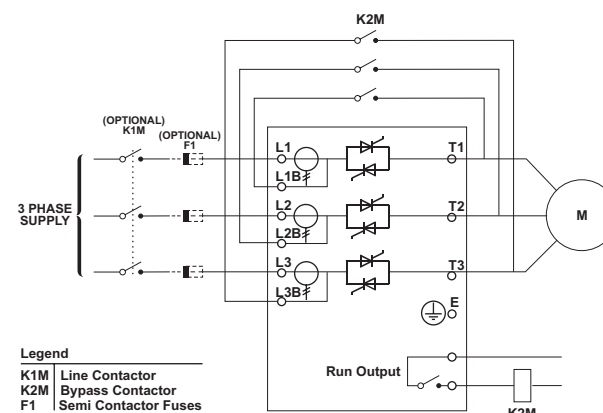 K2M
(OPTIONAL)
K1M
(OPTIONAL)
F1
L1
T1
L1B
L2
T2
3 PHASE
SUPPLY
M
L2B
L3
T3
L3B
E
Legend
K1M Line Contactor
K2M Bypass Contactor
F1 Semi Contactor Fuses
Run Output
K2M